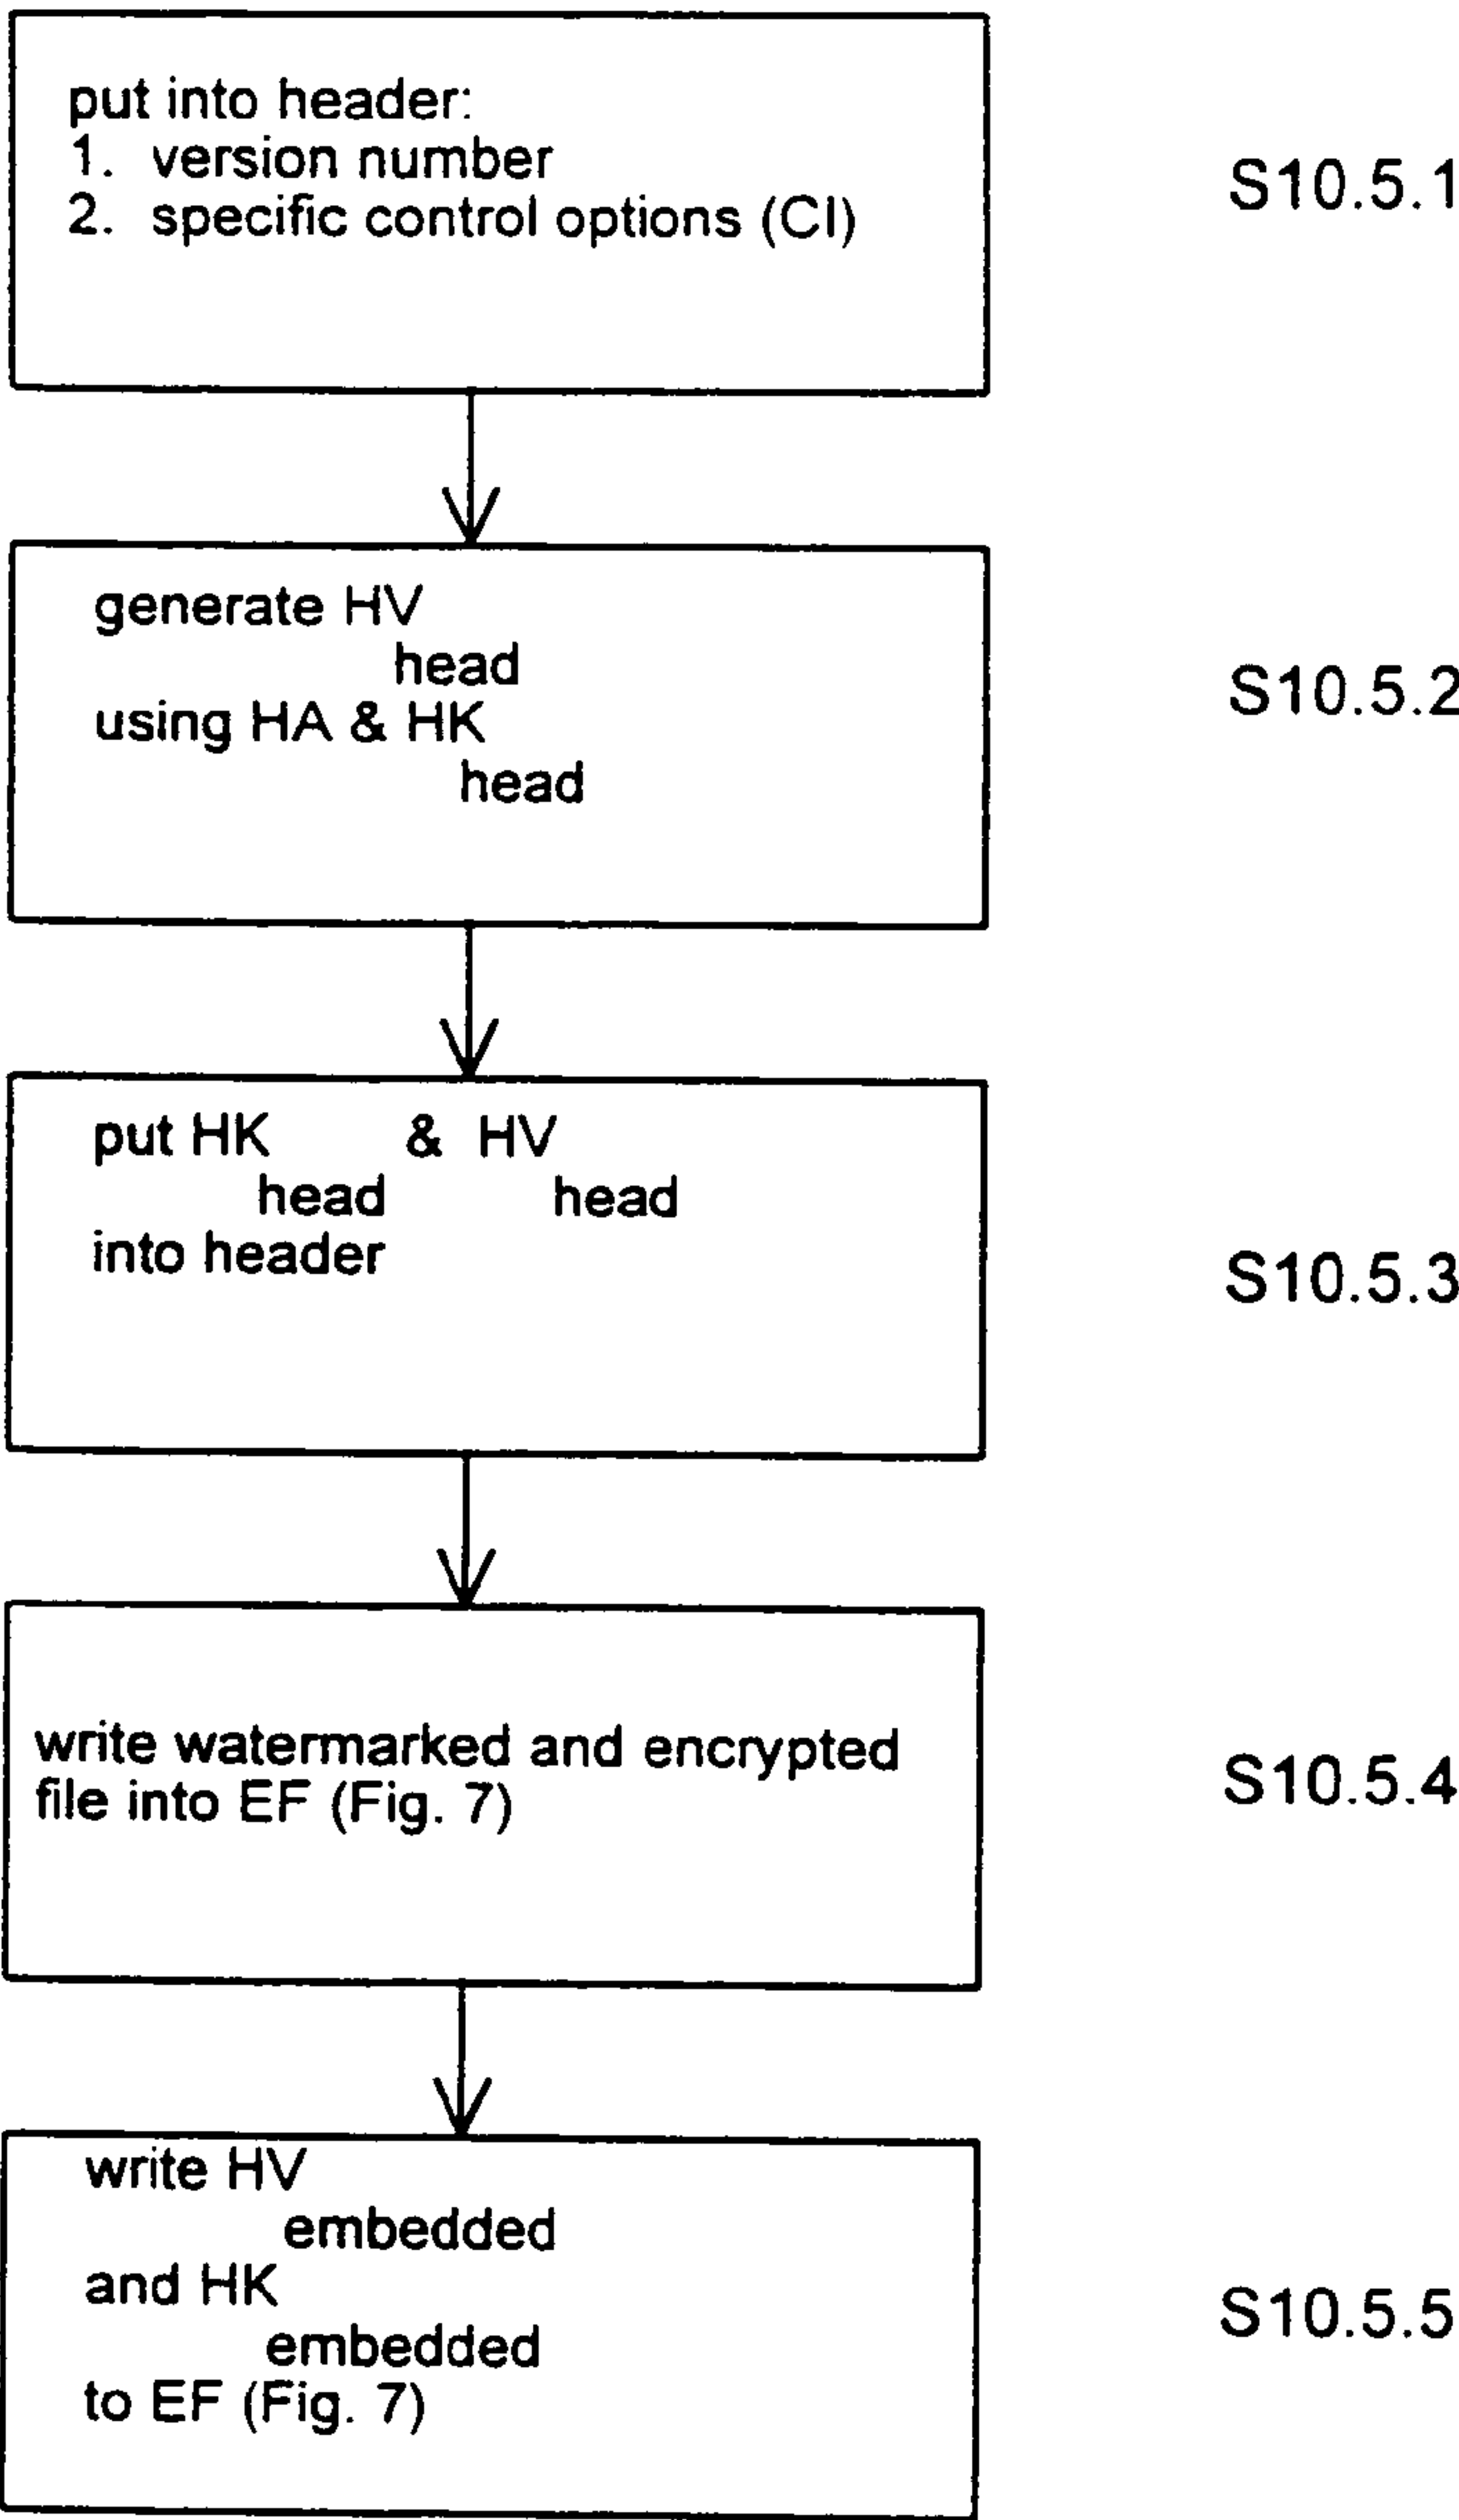 put into header:
1. version number
2. specific control options (CI)
S10.5.1
generate HV
head
using HA & HK
head
S10.5.2
put HK & HV
head head
into header
S10.5.3
write watermarked and encrypted
file into EF (Fig. 7)
S10.5.4
write HV
embedded
and HK
embedded
to EF (Fig. 7)
S10.5.5